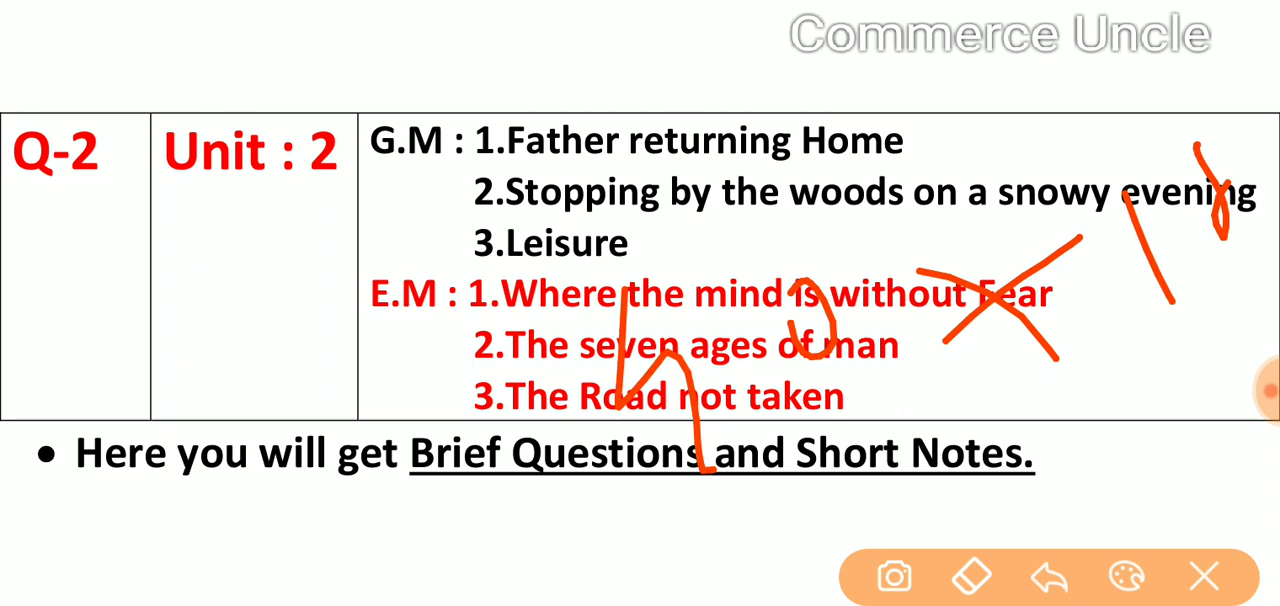 Commerce Uncle
Q-2 Unit : 2 G.M : 1.Father returning Home
2.Stopping by the woods on a snowy evening
3.Leisure
E.M : 1.Where the mind is without Fear
2.The seven ages of man
3.The Road not taken
• Here you will get Brief Questions and Short Notes.